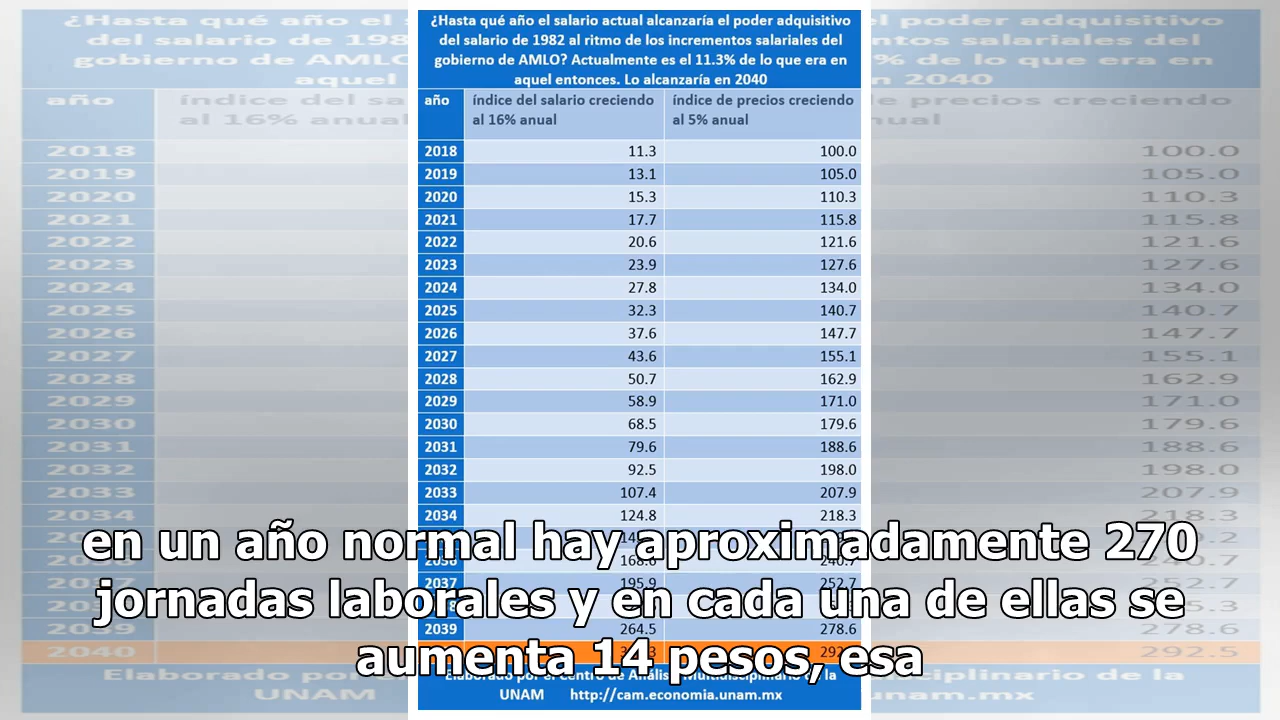 ¿Hasta qué año el salario actual alcanzaría el poder adquisitivo
del salario de 1982 al ritmo de los incrementos salariales del
gobierno de AMLO? Actualmente es el 11.3% de lo que era en
aquel entonces. Lo alcanzaría en 2040
año índice del salario creciendo al 16% anual índice de precios creciendo al 5% anual
2018 11.3 100.0
2019 13.1 105.0
2020 15.3 110.3
2021 17.7 115.8
2022 20.6 121.6
2023 23.9 127.6
2024 27.8 134.0
2025 32.3 140.7
2026 37.6 147.7
2027 43.6 155.1
2028 50.7 162.9
2029 58.9 171.0
2030 68.5 179.6
2031 79.6 188.6
2032 92.5 198.0
2033 107.4 207.9
2034 124.8 218.3
2036 168.6 240.7
2037 195.9 252.7
2039 264.5 278.6
2040 292.5
Elaborado por el Centro de Análisis Multidisciplinario de la
UNAM http://cam.economia.unam.mx
en un año normal hay aproximadamente 270
jornadas laborales y en cada una de ellas se
aumenta 14 pesos, esa